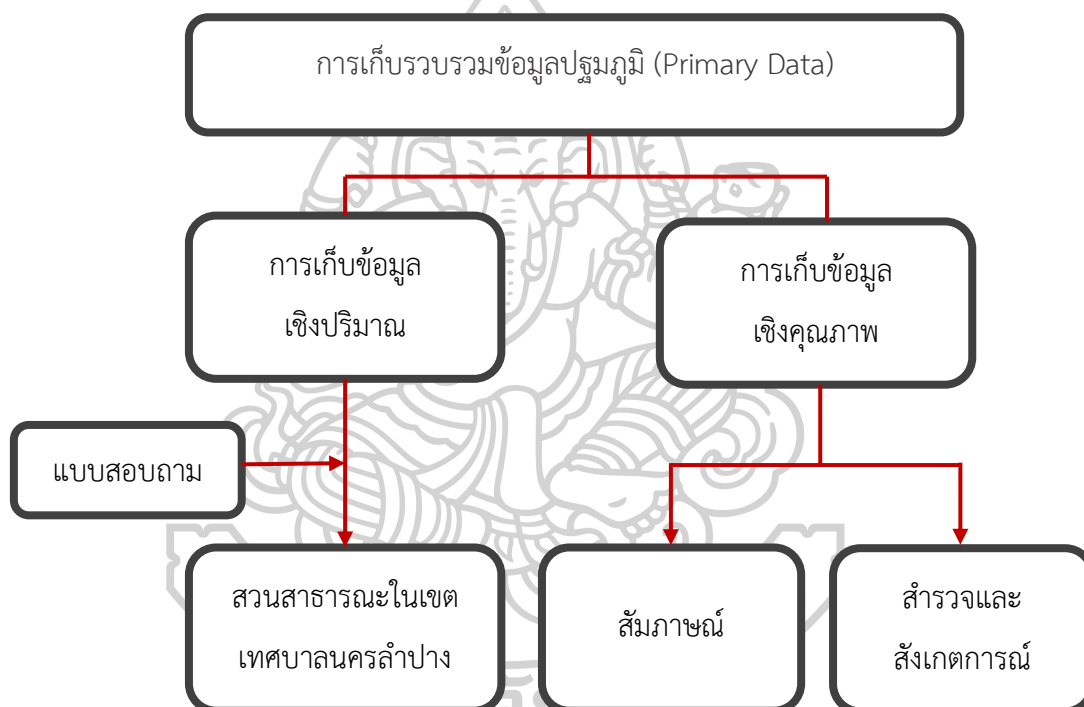 การเก็บรวบรวมข้อมูลปฐมภูมิ (Primary Data)
การเก็บข้อมูล
เชิงปริมาณ
การเก็บข้อมูล
เชิงคุณภาพ
แบบสอบถาม
สวนสาธารณะในเขต
เทศบาลนครลำปาง
สัมภาษณ์
สำรวจและ
สังเกตการณ์